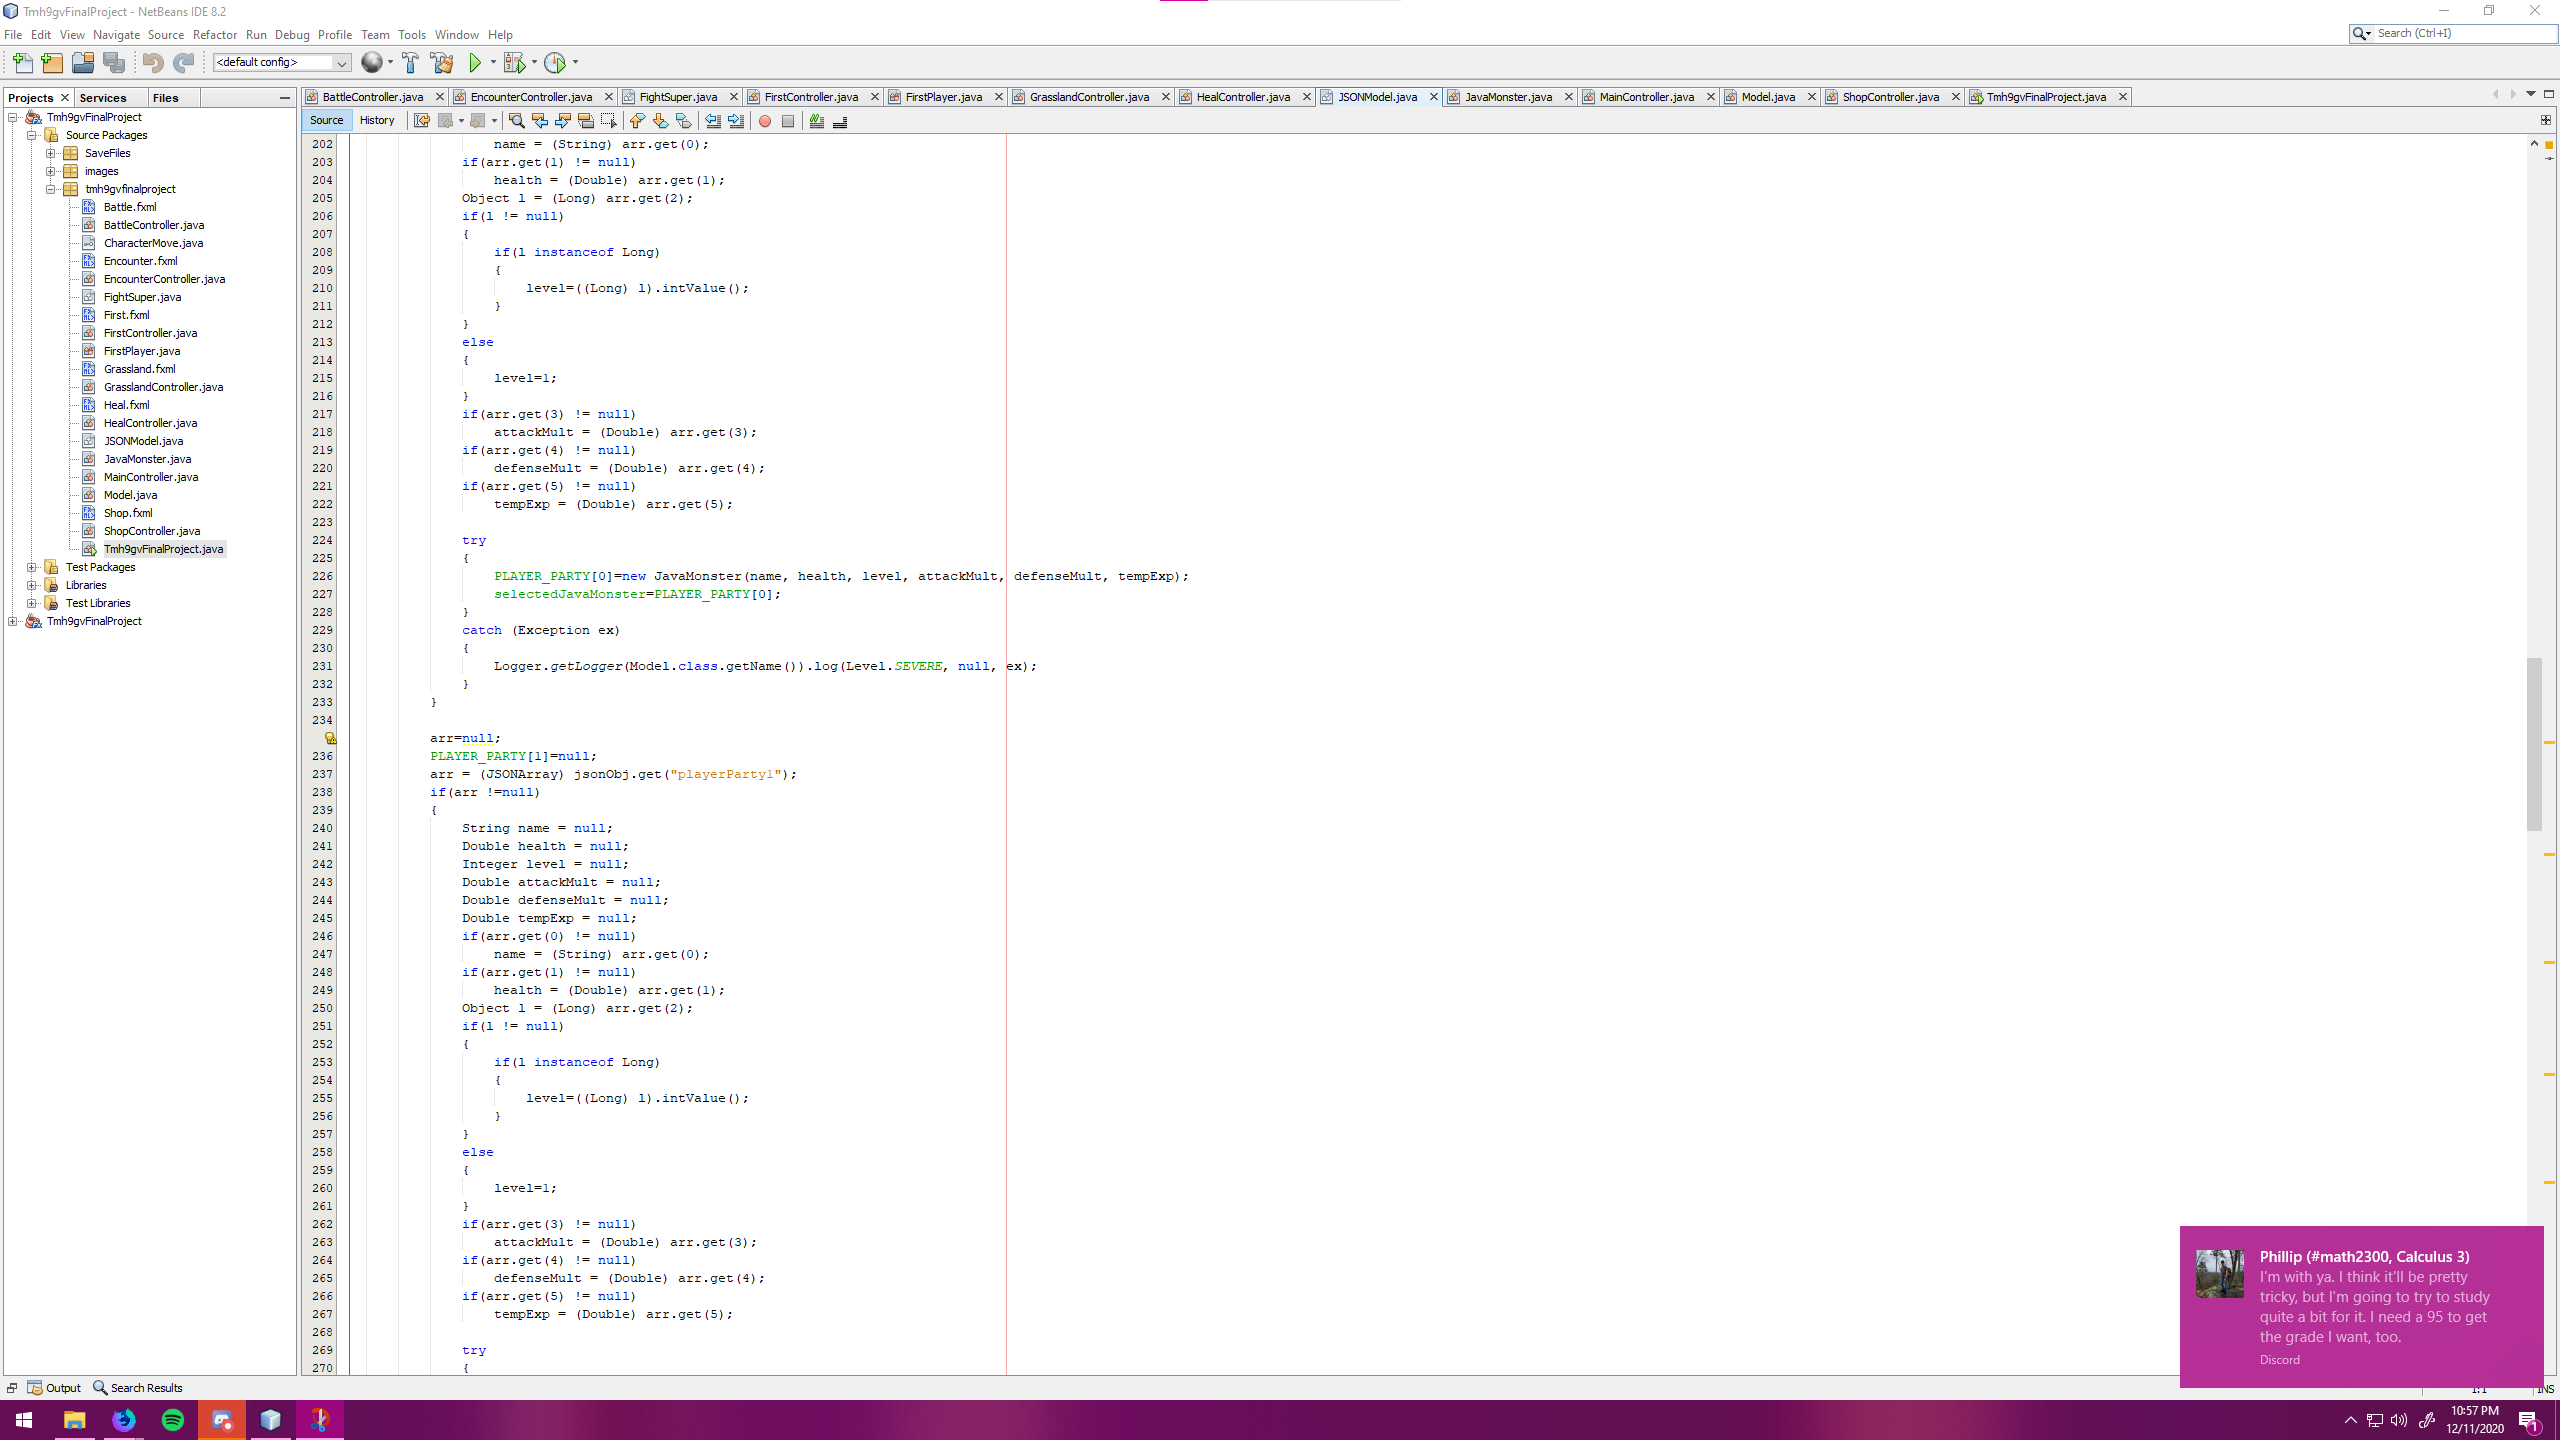 Tmh9gvFinalProject - NetBeans IDE 8.2
File Edit View Navigate Source Refactor Run Debug Profile Team Tools Window Help
Search (Ctrl+I)
<default config>
Projects Services Files
BattleController.java EncounterController.java FightSuper.java FirstController.java FirstPlayer.java GrasslandController.java HealController.java JSONModel.java JavaMonster.java MainController.java Model.java ShopController.java Tmh9gvFinalProject.java
Source History
Tmh9gvFinalProject
Source Packages
SaveFiles
images
tmh9gvfinalproject
Battle.fxml
BattleController.java
CharacterMove.java
Encounter.fxml
EncounterController.java
FightSuper.java
First.fxml
FirstController.java
FirstPlayer.java
Grassland.fxml
GrasslandController.java
Heal.fxml
HealController.java
JSONModel.java
JavaMonster.java
MainController.java
Model.java
Shop.fxml
ShopController.java
Tmh9gvFinalProject.java
Test Packages
Libraries
Test Libraries
Tmh9gvFinalProject
202 name = (String) arr.get(0);
203 if(arr.get(1) != null)
204 health = (Double) arr.get(1);
205 Object l = (Long) arr.get(2);
206 if(l != null)
207 {
208 if(l instanceof Long)
209 {
210 level=((Long) l).intValue();
211 }
212 }
213 else
214 {
215 level=1;
216 }
217 if(arr.get(3) != null)
218 attackMult = (Double) arr.get(3);
219 if(arr.get(4) != null)
220 defenseMult = (Double) arr.get(4);
221 if(arr.get(5) != null)
222 tempExp = (Double) arr.get(5);
223
224 try
225 {
226 PLAYER_PARTY[0]=new JavaMonster(name, health, level, attackMult, defenseMult, tempExp);
227 selectedJavaMonster=PLAYER_PARTY[0];
228 }
229 catch (Exception ex)
230 {
231 Logger.getLogger(Model.class.getName()).log(Level.SEVERE, null, ex);
232 }
233 }
234
arr=null;
236 PLAYER_PARTY[1]=null;
237 arr = (JSONArray) jsonObj.get("playerParty1");
238 if(arr !=null)
239 {
240 String name = null;
241 Double health = null;
242 Integer level = null;
243 Double attackMult = null;
244 Double defenseMult = null;
245 Double tempExp = null;
246 if(arr.get(0) != null)
247 name = (String) arr.get(0);
248 if(arr.get(1) != null)
249 health = (Double) arr.get(1);
250 Object l = (Long) arr.get(2);
251 if(l != null)
252 {
253 if(l instanceof Long)
254 {
255 level=((Long) l).intValue();
256 }
257 }
258 else
259 {
260 level=1;
261 }
262 if(arr.get(3) != null)
263 attackMult = (Double) arr.get(3);
264 if(arr.get(4) != null)
265 defenseMult = (Double) arr.get(4);
266 if(arr.get(5) != null)
267 tempExp = (Double) arr.get(5);
268
269 try
270 {
Phillip (#math2300, Calculus 3)
I'm with ya. I think it'll be pretty
tricky, but I'm going to try to study
quite a bit for it. I need a 95 to get
the grade I want, too.
Discord
Output Search Results
1:1 INS
10:57 PM
12/11/2020
1